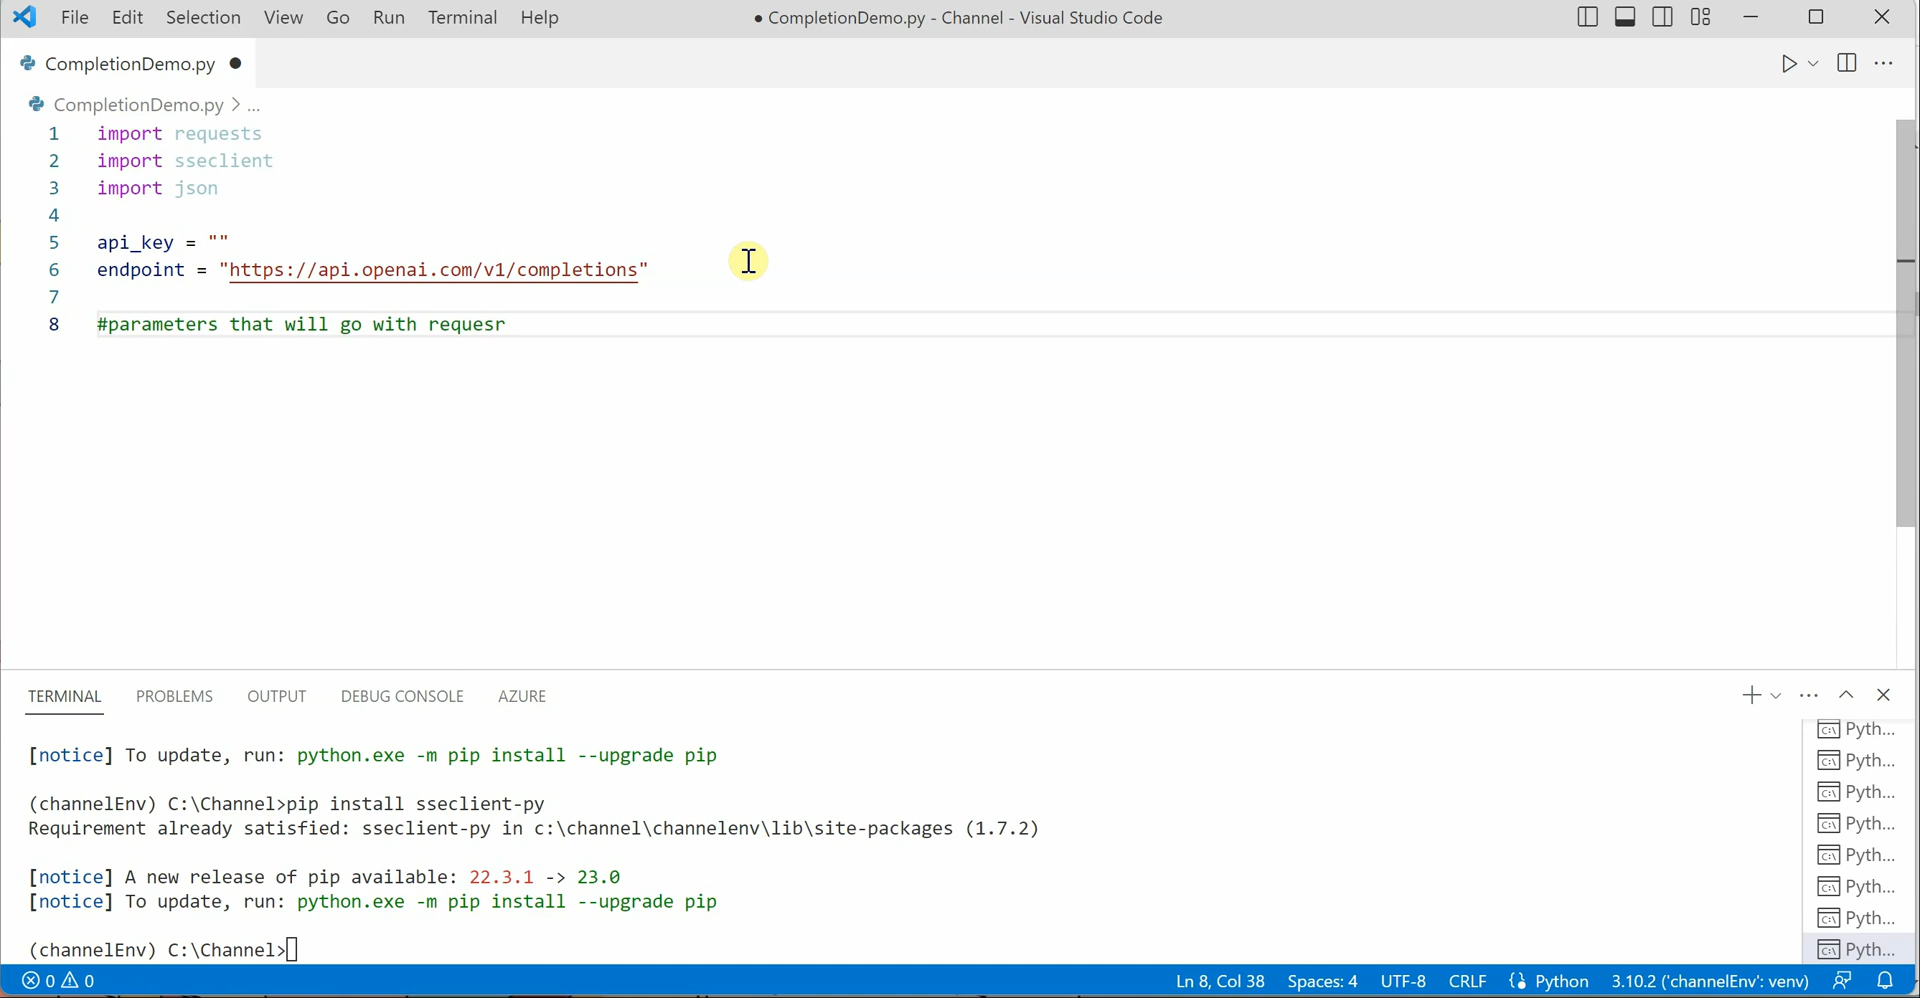 File Edit Selection View Go Run Terminal Help
● CompletionDemo.py - Channel - Visual Studio Code
CompletionDemo.py ●
CompletionDemo.py > ...
1 import requests
2 import sseclient
3 import json
4
5 api_key = ""
6 endpoint = "https://api.openai.com/v1/completions"
7
8 #parameters that will go with requesr
TERMINAL PROBLEMS OUTPUT DEBUG CONSOLE AZURE
[notice] To update, run: python.exe -m pip install --upgrade pip
(channelEnv) C:\Channel>pip install sseclient-py
Requirement already satisfied: sseclient-py in c:\channel\channelenv\lib\site-packages (1.7.2)
[notice] A new release of pip available: 22.3.1 -> 23.0
[notice] To update, run: python.exe -m pip install --upgrade pip
(channelEnv) C:\Channel>
Pyth...
Pyth...
Pyth...
Pyth...
Pyth...
Pyth...
Pyth...
Pyth...
0 0 Ln 8, Col 38 Spaces: 4 UTF-8 CRLF Python 3.10.2 ('channelEnv': venv)